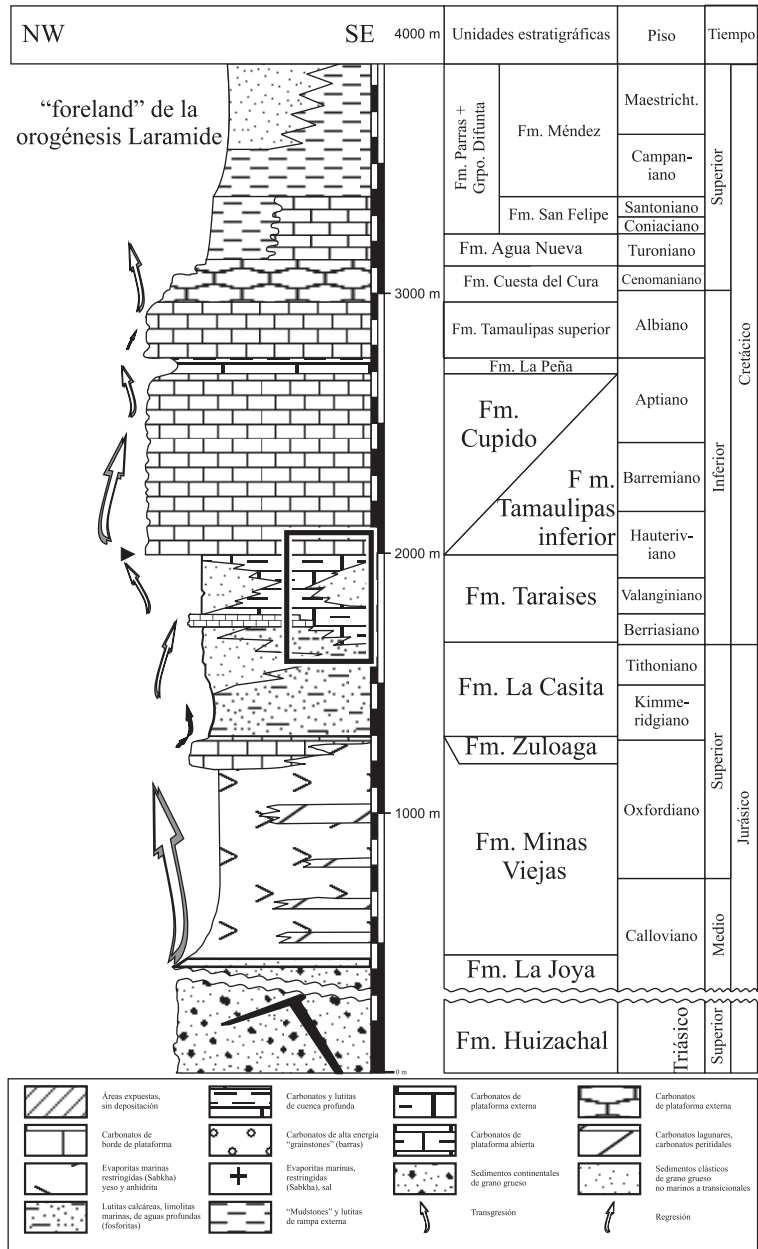 NW
SE
4000 m
Unidades estratigráficas
Piso
Tiempo
“foreland” de la
orogénesis Laramide
3000 m
2000 m
1000 m
0 m
Fm. Parras +
Grpo. Difunta
Fm. Méndez
Fm. San Felipe
Fm. Agua Nueva
Fm. Cuesta del Cura
Fm. Tamaulipas superior
Fm. La Peña
Fm.
Cupido
F m.
Tamaulipas
inferior
Fm. Taraises
Fm. La Casita
Fm. Zuloaga
Fm. Minas
Viejas
Fm. La Joya
Fm. Huizachal
Maestricht.
Campan-
iano
Santoniano
Coniaciano
Turoniano
Cenomaniano
Albiano
Aptiano
Barremiano
Hauteriv-
iano
Valanginiano
Berriasiano
Tithoniano
Kimme-
ridgiano
Oxfordiano
Calloviano
Triásico
Superior
Inferior
Superior
Medio
Superior
Cretácico
Jurásico
Áreas expuestas,
sin depositación
Carbonatos y lutitas
de cuenca profunda
Carbonatos de
plataforma externa
Carbonatos
de plataforma externa
Carbonatos de
borde de plataforma
Carbonatos de alta energía
“grainstones” (barras)
Carbonatos de
plataforma abierta
Carbonatos lagunares,
carbonatos peritidales
Evaporitas marinas
restringidas (Sabkha)
yeso y anhidrita
Evaporitas marinas,
restringidas
(Sabkha), sal
Sedimentos continentales
de grano grueso
Sedimentos clásticos
de grano grueso
no marinos a transicionales
Lutitas calcáreas, limolitas
marinas, de aguas profundas
(fosforitas)
“Mudstones” y lutitas
de rampa externa
Transgresión
Regresión